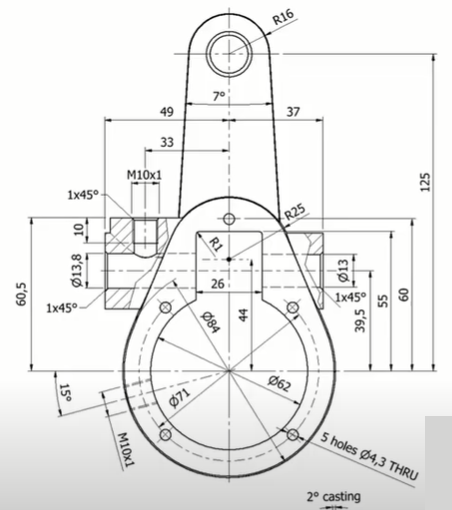 R16
7°
49
37
33
M10x1
1x45°
R25
125
10
R1
Ø13,8
Ø13
60,5
1x45°
26
1x45°
39,5
55
60
44
Ø84
15°
Ø71
Ø62
M10x1
5 holes Ø4,3 THRU
2° casting